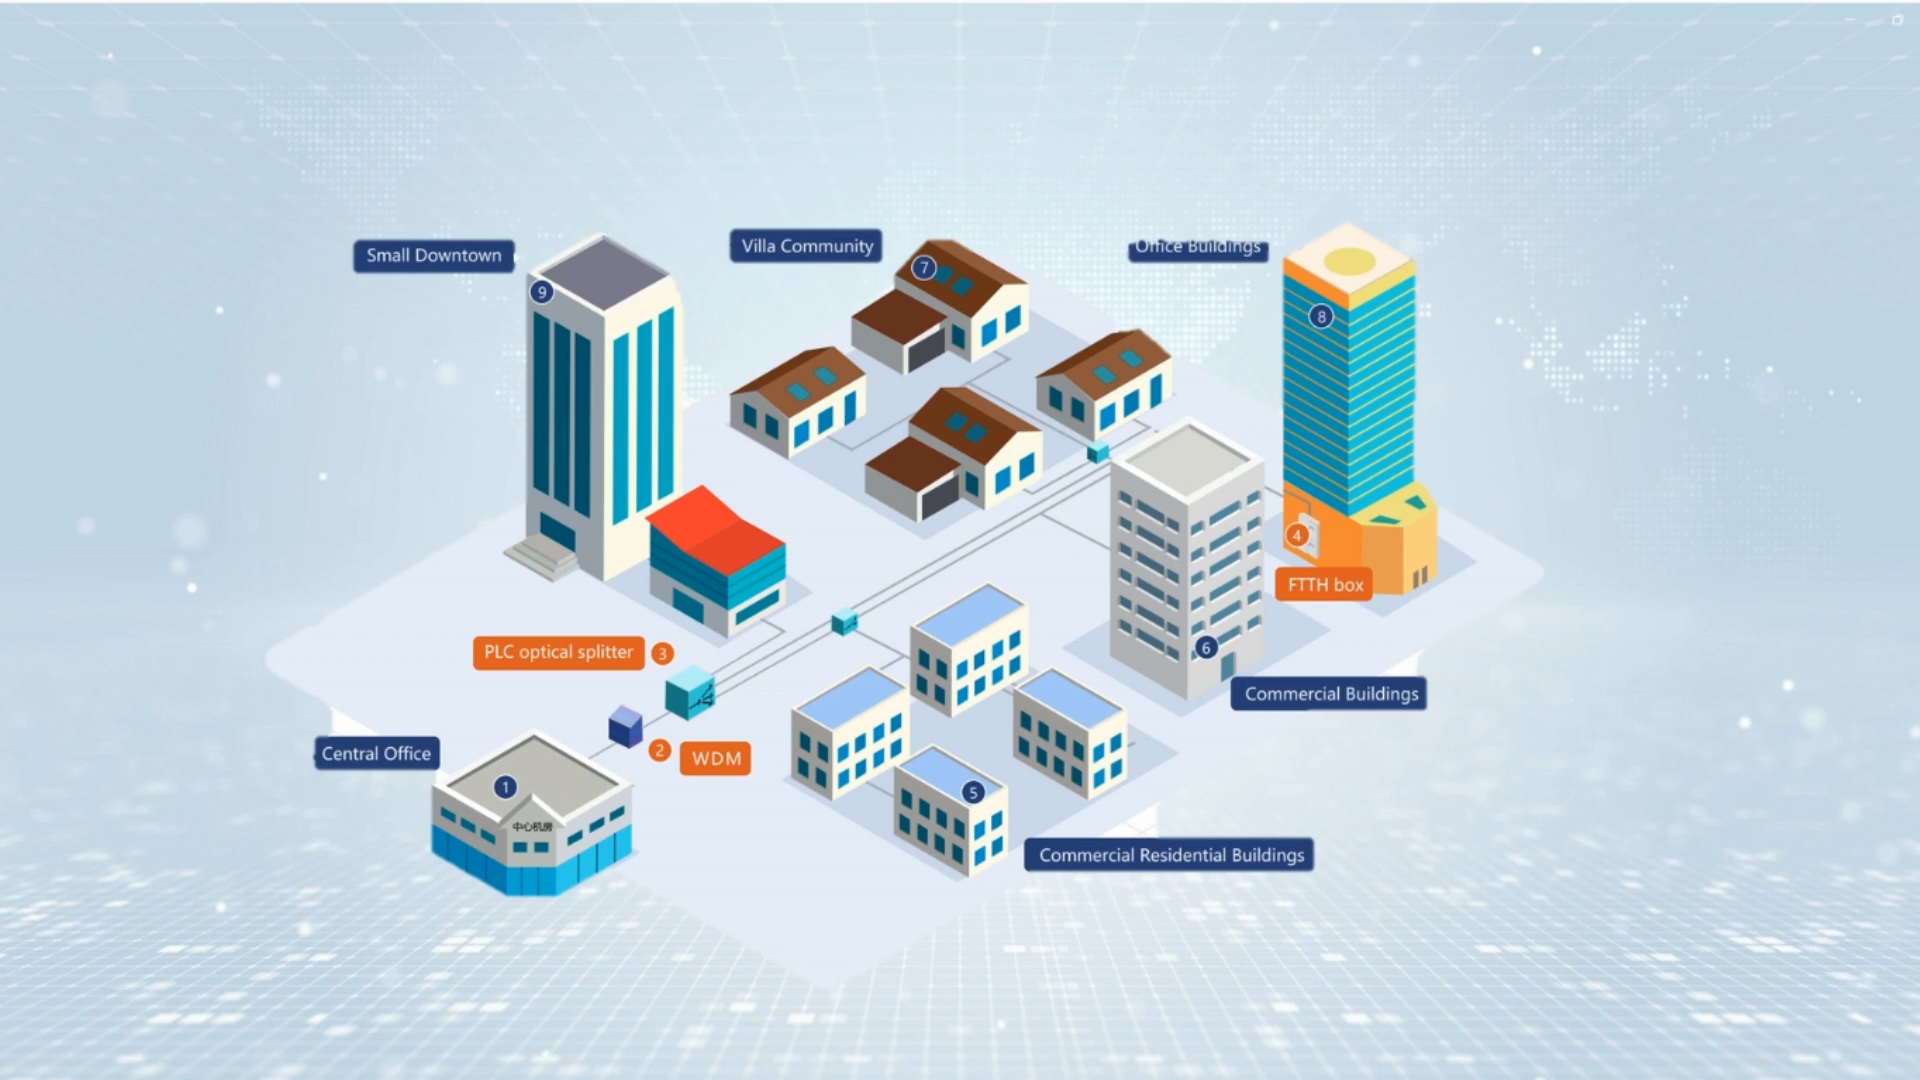 Small Downtown
9
Villa Community
7
Office Buildings
8
4
FTTH box
PLC optical splitter
3
6
Commercial Buildings
Central Office
2
WDM
1
中心机房
5
Commercial Residential Buildings